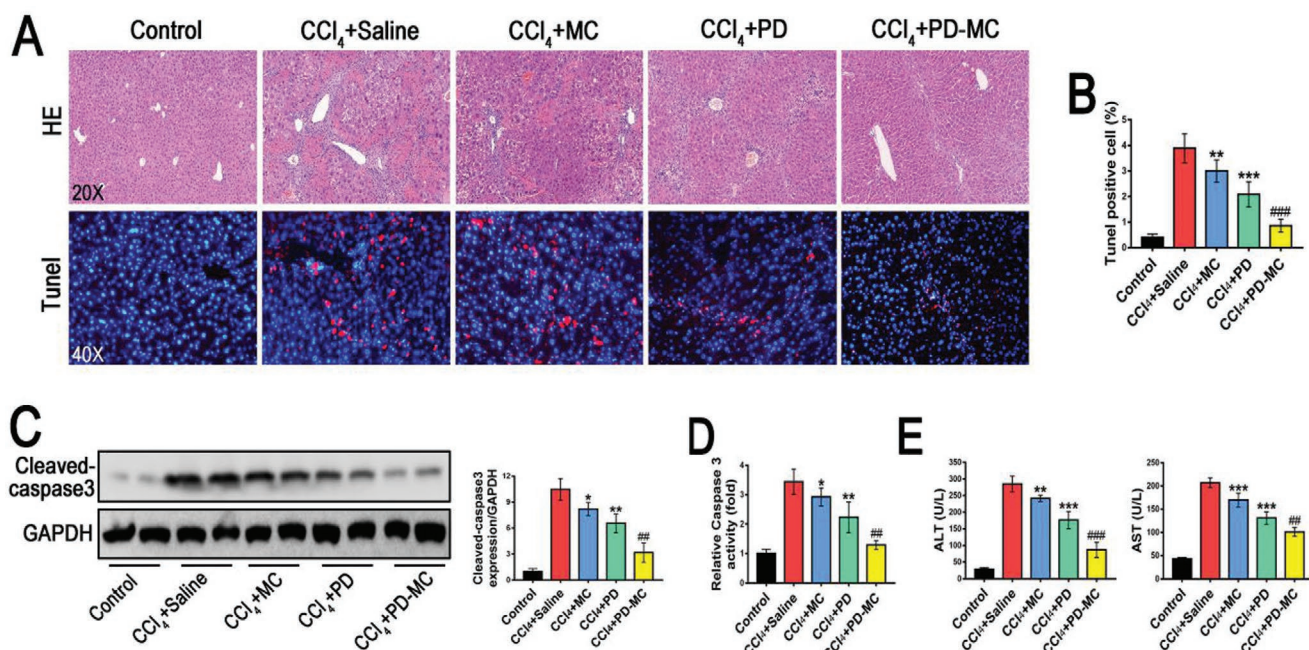 A
Control
CCl₄+Saline
CCl₄+MC
CCl₄+PD
CCl₄+PD-MC
HE
20X
Tunel
40X
B
Tunel positive cell (%)
5
4
3
2
1
0
**
***
###
Control
CCl₄+Saline
CCl₄+MC
CCl₄+PD
CCl₄+PD-MC
C
Cleaved-
caspase3
GAPDH
Control
CCl₄+Saline
CCl₄+MC
CCl₄+PD
CCl₄+PD-MC
Cleaved-caspase3
expression/GAPDH
12
9
6
3
0
*
**
##
Control
CCl₄+Saline
CCl₄+MC
CCl₄+PD
CCl₄+PD-MC
D
Relative Caspase 3
activity (fold)
4
3
2
1
0
*
**
##
Control
CCl₄+Saline
CCl₄+MC
CCl₄+PD
CCl₄+PD-MC
E
ALT (U/L)
350
300
250
200
150
100
50
0
**
***
###
Control
CCl₄+Saline
CCl₄+MC
CCl₄+PD
CCl₄+PD-MC
AST (U/L)
250
200
150
100
50
0
***
***
##
Control
CCl₄+Saline
CCl₄+MC
CCl₄+PD
CCl₄+PD-MC